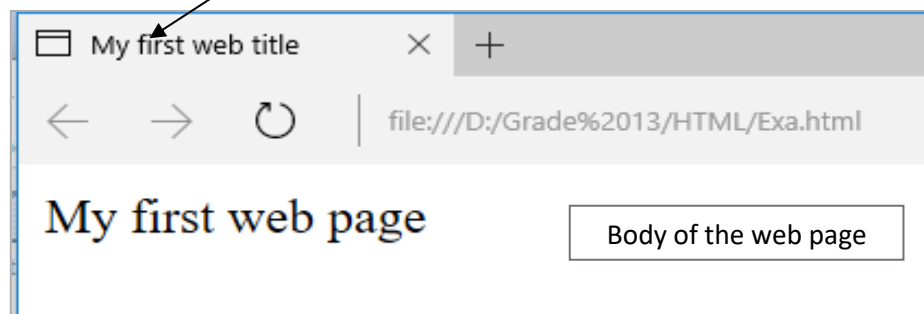 My first web title
file:///D:/Grade%2013/HTML/Exa.html
My first web page
Body of the web page